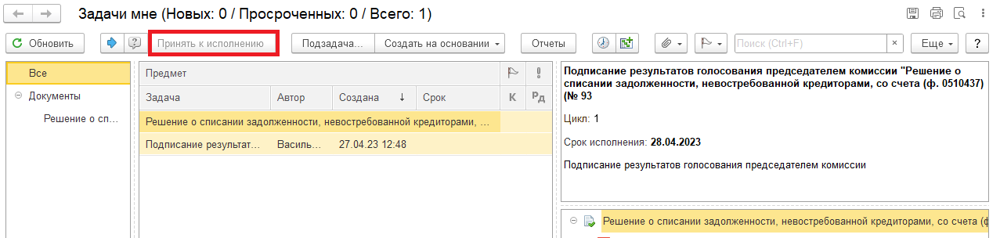 Задачи мне (Новых: 0 / Просроченных: 0 / Всего: 1)
Обновить Принять к исполнению Подзадача... Создать на основании Отчеты Поиск (Ctrl+F) × Еще ?
Все
Документы
Решение о сп...
Предмет
Задача Автор Создана ↓ Срок К Рд
Решение о списании задолженности, невостребованной кредиторами, ...
Подписание результат... Василь... 27.04.23 12:48
Подписание результатов голосования председателем комиссии "Решение о
списании задолженности, невостребованной кредиторами, со счета (ф. 0510437)
(№ 93
Цикл: 1
Срок исполнения: 28.04.2023
Подписание результатов голосования председателем комиссии
Решение о списании задолженности, невостребованной кредиторами, со счета (ф